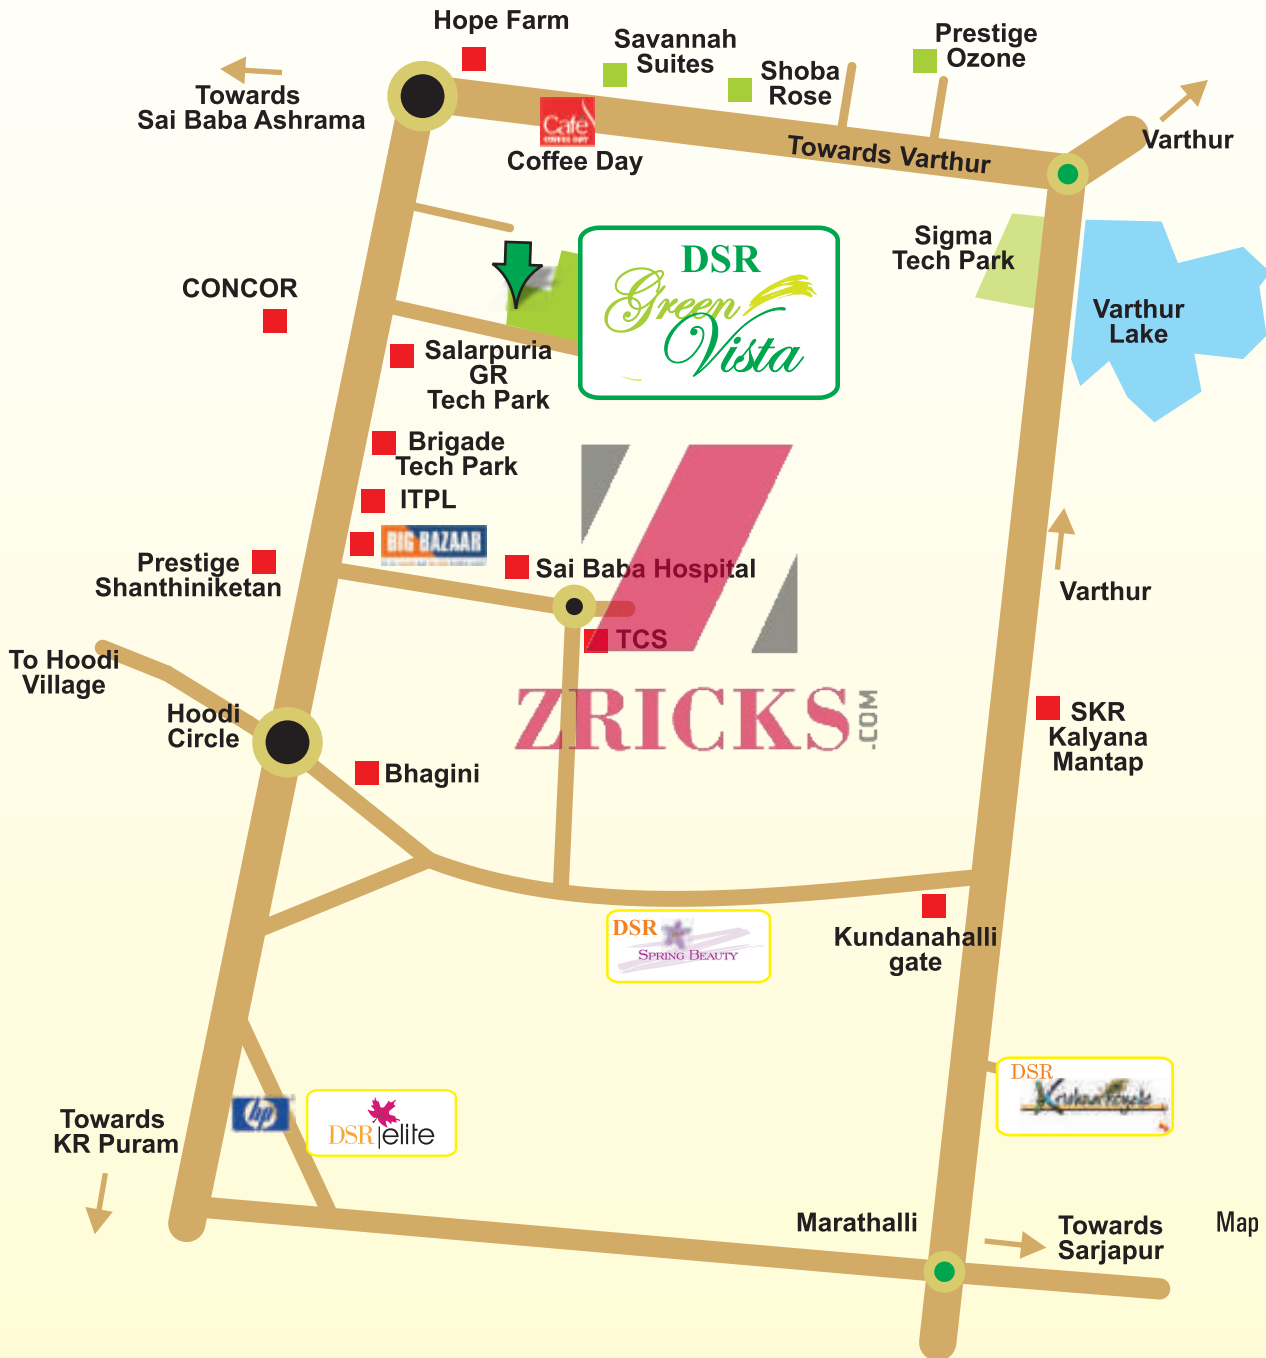 Hope Farm
Savannah
Suites
Shoba
Rose
Prestige
Ozone
Towards
Sai Baba Ashrama
Café
COFFEE DAY
Coffee Day
Towards Varthur
Varthur
DSR
Green
Vista
Sigma
Tech Park
Varthur
Lake
CONCOR
Salarpuria
GR
Tech Park
Brigade
Tech Park
ITPL
BIG BAZAAR
Prestige
Shanthiniketan
Sai Baba Hospital
TCS
Varthur
To Hoodi
Village
Hoodi
Circle
ZRICKS
.COM
SKR
Kalyana
Mantap
Bhagini
DSR
SPRING BEAUTY
Kundanahalli
gate
DSR
hp
DSR|elite
Towards
KR Puram
Marathalli
Towards
Sarjapur
Map